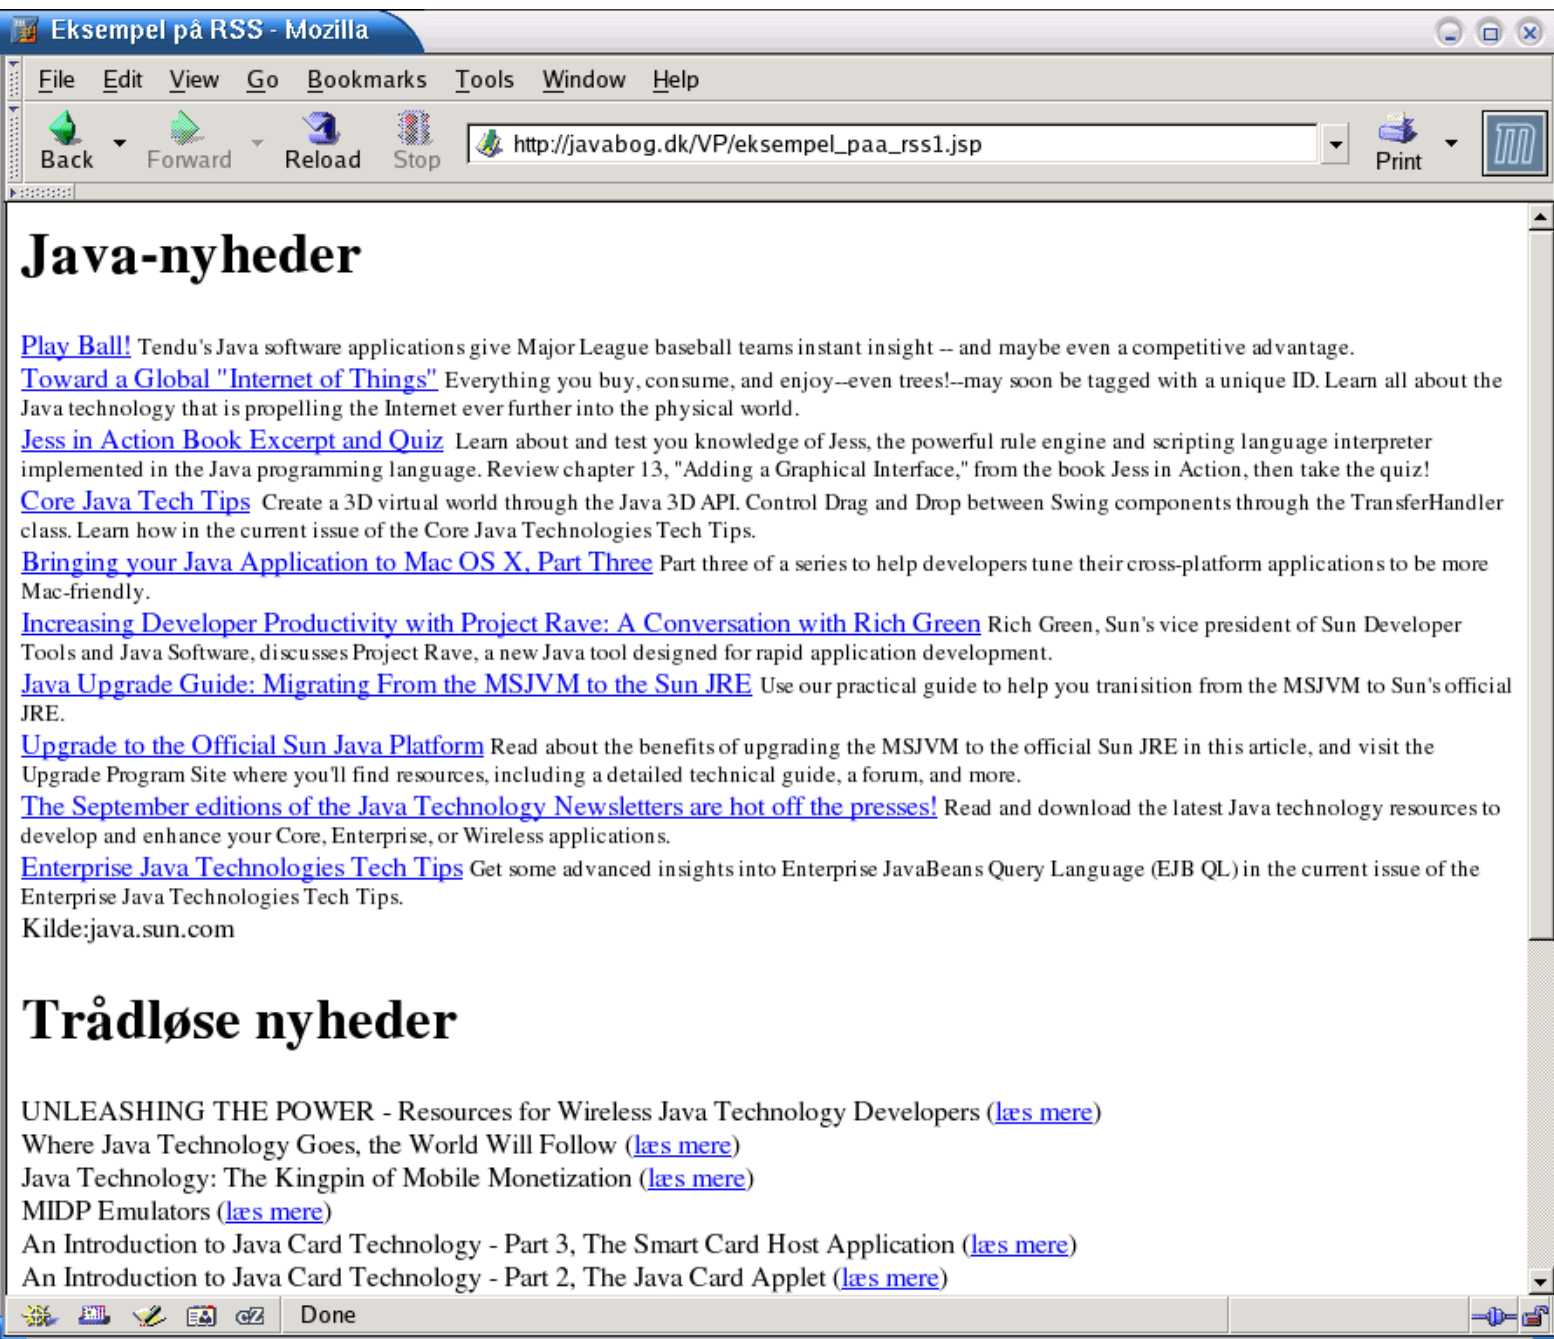 Eksempel på RSS - Mozilla
File Edit View Go Bookmarks Tools Window Help
Back Forward Reload Stop http://javabog.dk/VP/eksempel_paa_rss1.jsp Print
Java-nyheder
Play Ball! Tendu's Java software applications give Major League baseball teams instant insight -- and maybe even a competitive advantage.
Toward a Global "Internet of Things" Everything you buy, consume, and enjoy--even trees!--may soon be tagged with a unique ID. Learn all about the
Java technology that is propelling the Internet ever further into the physical world.
Jess in Action Book Excerpt and Quiz Learn about and test you knowledge of Jess, the powerful rule engine and scripting language interpreter
implemented in the Java programming language. Review chapter 13, "Adding a Graphical Interface," from the book Jess in Action, then take the quiz!
Core Java Tech Tips Create a 3D virtual world through the Java 3D API. Control Drag and Drop between Swing components through the TransferHandler
class. Learn how in the current issue of the Core Java Technologies Tech Tips.
Bringing your Java Application to Mac OS X, Part Three Part three of a series to help developers tune their cross-platform applications to be more
Mac-friendly.
Increasing Developer Productivity with Project Rave: A Conversation with Rich Green Rich Green, Sun's vice president of Sun Developer
Tools and Java Software, discusses Project Rave, a new Java tool designed for rapid application development.
Java Upgrade Guide: Migrating From the MSJVM to the Sun JRE Use our practical guide to help you tranisition from the MSJVM to Sun's official
JRE.
Upgrade to the Official Sun Java Platform Read about the benefits of upgrading the MSJVM to the official Sun JRE in this article, and visit the
Upgrade Program Site where you'll find resources, including a detailed technical guide, a forum, and more.
The September editions of the Java Technology Newsletters are hot off the presses! Read and download the latest Java technology resources to
develop and enhance your Core, Enterprise, or Wireless applications.
Enterprise Java Technologies Tech Tips Get some advanced insights into Enterprise JavaBeans Query Language (EJB QL) in the current issue of the
Enterprise Java Technologies Tech Tips.
Kilde:java.sun.com
Trådløse nyheder
UNLEASHING THE POWER - Resources for Wireless Java Technology Developers (læs mere)
Where Java Technology Goes, the World Will Follow (læs mere)
Java Technology: The Kingpin of Mobile Monetization (læs mere)
MIDP Emulators (læs mere)
An Introduction to Java Card Technology - Part 3, The Smart Card Host Application (læs mere)
An Introduction to Java Card Technology - Part 2, The Java Card Applet (læs mere)
Done